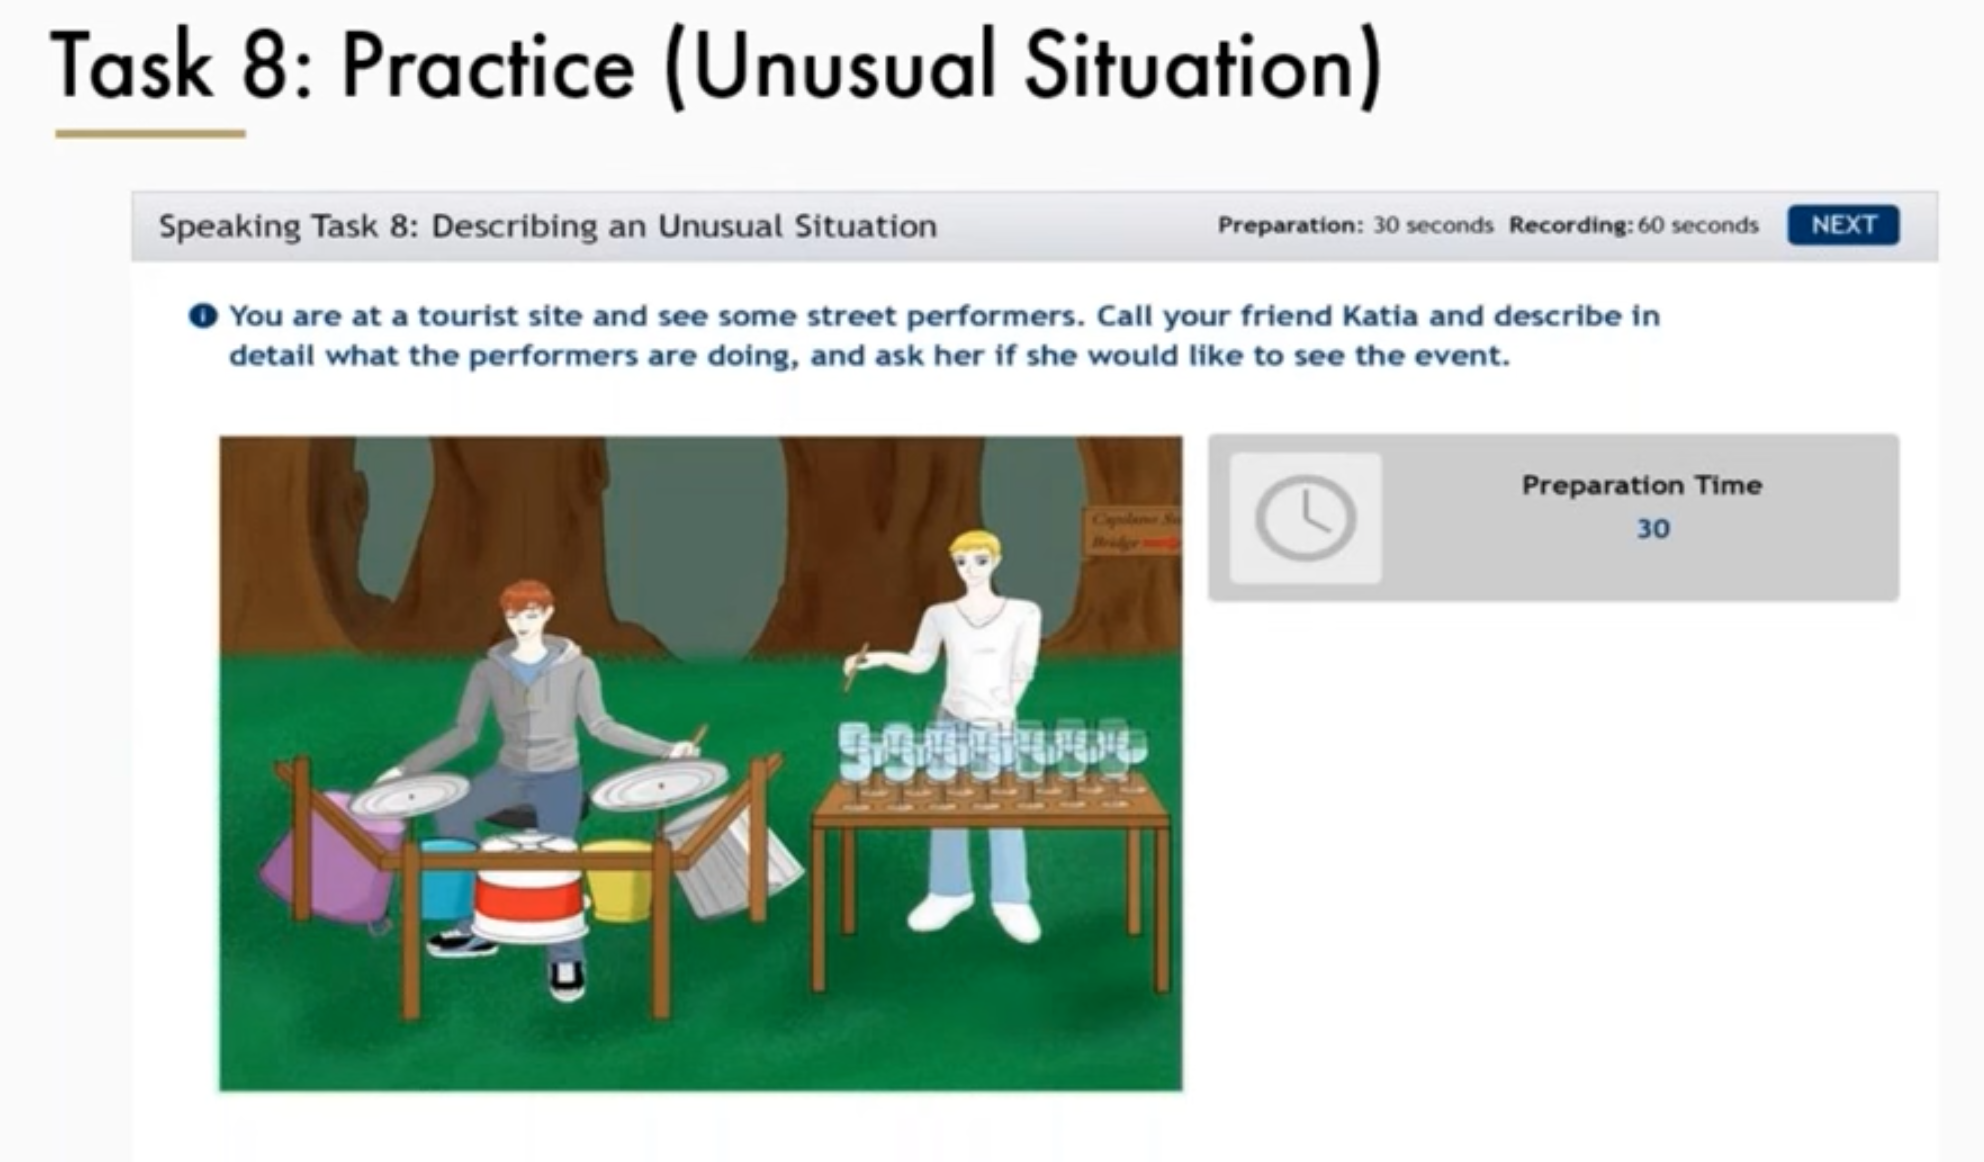 Task 8: Practice (Unusual Situation)
Speaking Task 8: Describing an Unusual Situation
Preparation: 30 seconds Recording: 60 seconds
NEXT
You are at a tourist site and see some street performers. Call your friend Katia and describe in
detail what the performers are doing, and ask her if she would like to see the event.
Preparation Time
30
Capilano
Bridge